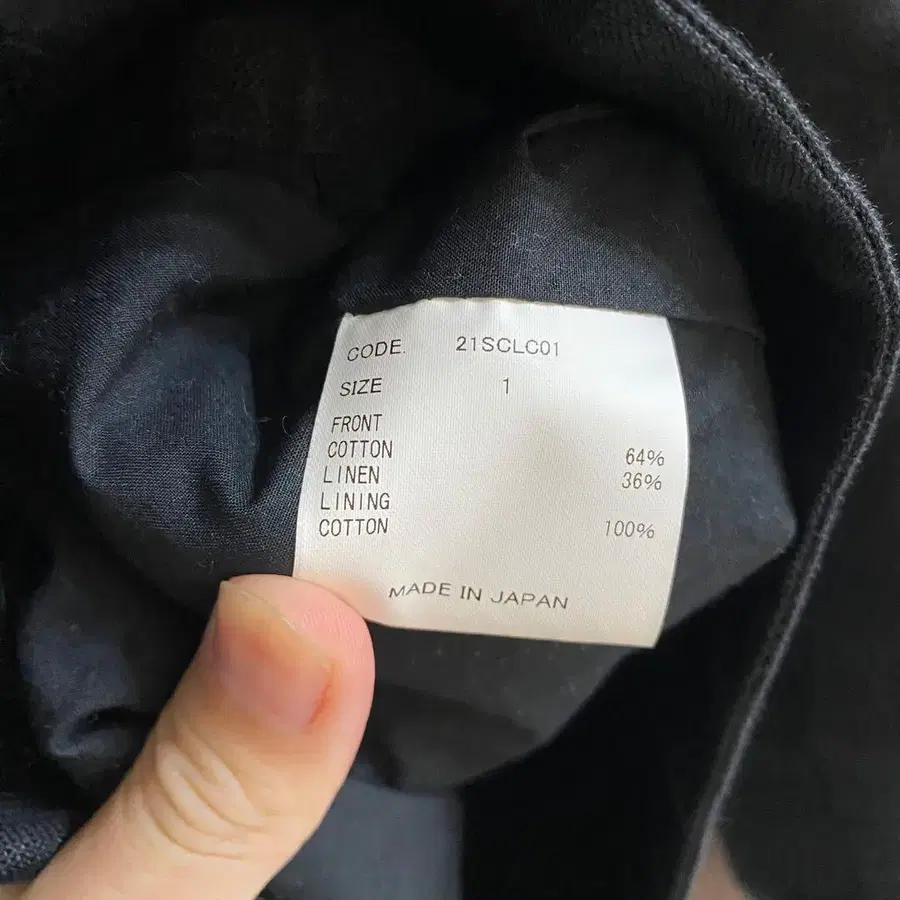 CODE. 21SCLC01
SIZE 1
FRONT
COTTON 64%
LINEN 36%
LINING
COTTON 100%
MADE IN JAPAN